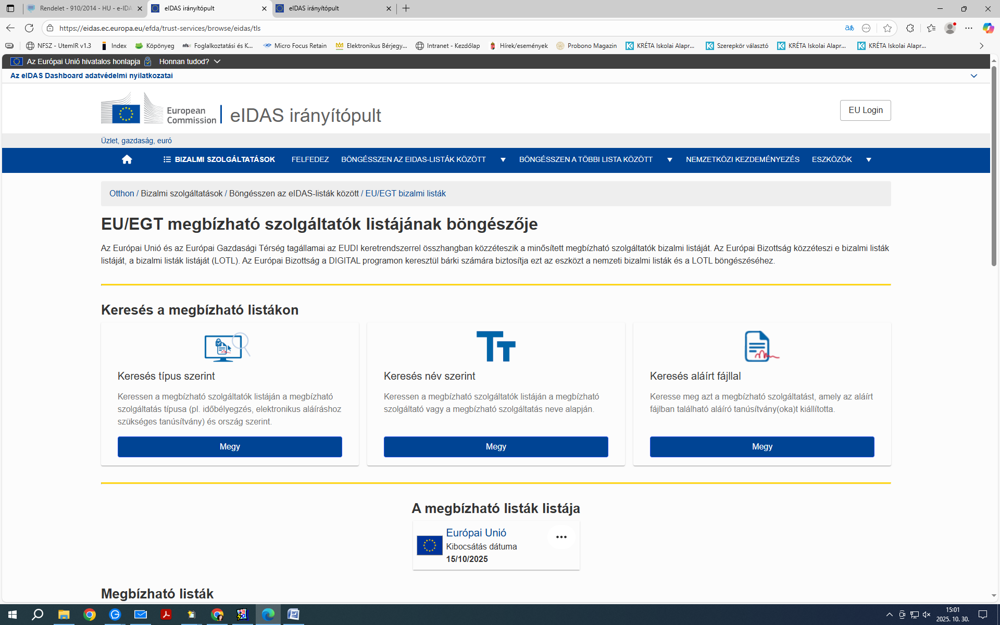 Rendelet - 910/2014 - HU - e-IDA
eIDAS irányítópult
eIDAS irányítópult
https://eidas.ec.europa.eu/efda/trust-services/browse/eidas/tls
NFSZ - UtemIR v1.3
Index
Köpönyeg
nfsz
Foglalkoztatási és K...
Micro Focus Retain
Elektronikus Bérjegy...
Intranet - Kezdőlap
Hírek/események
Probono Magazin
KRÉTA Iskolai Alapr...
Szerepkör választó
KRÉTA Iskolai Alapr...
KRÉTA Iskolai Alapr...
Az Európai Unió hivatalos honlapja
Honnan tudod?
Az eIDAS Dashboard adatvédelmi nyilatkozatai
European
Commission
eIDAS irányítópult
EU Login
Üzlet, gazdaság, euró
BIZALMI SZOLGÁLTATÁSOK
FELFEDEZ
BÖNGÉSSZEN AZ EIDAS-LISTÁK KÖZÖTT
BÖNGÉSSZEN A TÖBBI LISTA KÖZÖTT
NEMZETKÖZI KEZDEMÉNYEZÉS
ESZKÖZÖK
Otthon / Bizalmi szolgáltatások / Böngésszen az eIDAS-listák között / EU/EGT bizalmi listák
EU/EGT megbízható szolgáltatók listájának böngészője
Az Európai Unió és az Európai Gazdasági Térség tagállamai az EUDI keretrendszerrel összhangban közzéteszik a minősített megbízható szolgáltatók bizalmi listáját. Az Európai Bizottság közzéteszi e bizalmi listák
listáját, a bizalmi listák listáját (LOTL). Az Európai Bizottság a DIGITAL programon keresztül bárki számára biztosítja ezt az eszközt a nemzeti bizalmi listák és a LOTL böngészéséhez.
Keresés a megbízható listákon
Keresés típus szerint
Keressen a megbízható szolgáltatók listáján a megbízható
szolgáltatás típusa (pl. időbélyegzés, elektronikus aláíráshoz
szükséges tanúsítvány) és ország szerint.
Megy
Keresés név szerint
Keressen a megbízható szolgáltatók listáján a megbízható
szolgáltató vagy a megbízható szolgáltatás neve alapján.
Megy
Keresés aláírt fájllal
Keresse meg azt a megbízható szolgáltatást, amely az aláírt
fájlban található aláíró tanúsítvány(oka)t kiállította.
Megy
A megbízható listák listája
Európai Unió
Kibocsátás dátuma
15/10/2025
Megbízható listák
15:01
2025. 10. 30.